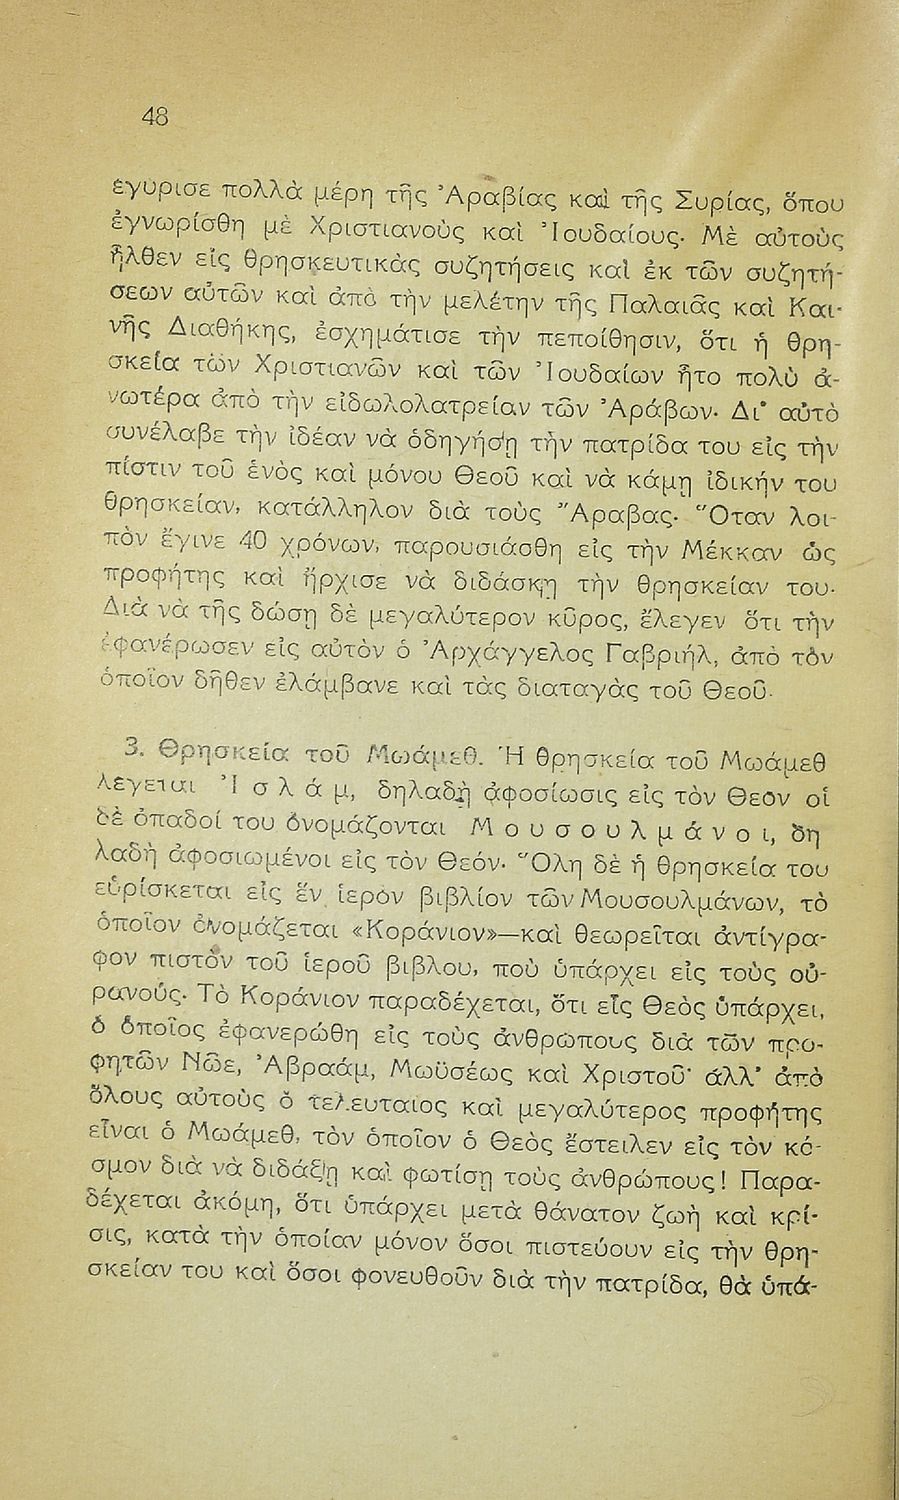 48
ἐγύρισε πολλὰ μέρη τῆς Ἀραβίας καὶ τῆς Συρίας, ὅπου
ἐγνωρίσθη μὲ Χριστιανοὺς καὶ Ἰουδαίους· Μὲ αὐτοὺς
ἦλθεν εἰς θρησκευτικὰς συζητήσεις καὶ ἐκ τῶν συζητή-
σεων αὐτῶν καὶ ἀπὸ τὴν μελέτην τῆς Παλαιᾶς καὶ Και-
νῆς Διαθήκης, ἐσχημάτισε τὴν πεποίθησιν, ὅτι ἡ θρη-
σκεία τῶν Χριστιανῶν καὶ τῶν Ἰουδαίων ἦτο πολὺ ἀ-
νωτέρα ἀπὸ τὴν εἰδωλολατρείαν τῶν Ἀράβων· Δι' αὐτὸ
συνέλαβε τὴν ἰδέαν νὰ ὁδηγήσῃ τὴν πατρίδα του εἰς τὴν
πίστιν τοῦ ἑνὸς καὶ μόνου Θεοῦ καὶ νὰ κάμῃ ἰδικήν του
θρησκείαν, κατάλληλον διὰ τοὺς Ἄραβας· Ὅταν λοι-
πὸν ἔγινε 40 χρόνων, παρουσιάσθη εἰς τὴν Μέκκαν ὡς
προφήτης καὶ ἤρχισε νὰ διδάσκῃ τὴν θρησκείαν του·
Διὰ νὰ τῆς δώσῃ δὲ μεγαλύτερον κῦρος, ἔλεγεν ὅτι τὴν
ἐφανέρωσεν εἰς αὐτὸν ὁ Ἀρχάγγελος Γαβριήλ, ἀπὸ τὸν
ὁποῖον δῆθεν ἐλάμβανε καὶ τὰς διαταγὰς τοῦ Θεοῦ·
3. Θρησκεία τοῦ Μωάμεθ. Ἡ θρησκεία τοῦ Μωάμεθ
λέγεται Ἰ σ λ ά μ, δηλαδὴ ἀφοσίωσις εἰς τὸν Θεὸν οἱ
δὲ ὀπαδοί του ὀνομάζονται Μ ο υ σ ο υ λ μ ά ν ο ι, δη
λαδὴ ἀφοσιωμένοι εἰς τὸν Θεόν· Ὅλη δὲ ἡ θρησκεία του
εὑρίσκεται εἰς ἕν ἱερὸν βιβλίον τῶν Μουσουλμάνων, τὸ
ὁποῖον ὀνομάζεται «Κοράνιον»—καὶ θεωρεῖται ἀντίγρα-
φον πιστὸν τοῦ ἱεροῦ βιβλου, ποὺ ὑπάρχει εἰς τοὺς οὐ-
ρανούς· Τὸ Κοράνιον παραδέχεται, ὅτι εἷς Θεὸς ὑπάρχει,
ὁ ὁποῖος ἐφανερώθη εἰς τοὺς ἀνθρώπους διὰ τῶν προ-
φητῶν Νῶε, Ἀβραάμ, Μωϋσέως καὶ Χριστοῦ· ἀλλ' ἀπὸ
ὅλους αὐτοὺς ὁ τελευταιος καὶ μεγαλύτερος προφήτης
εἶναι ὁ Μωάμεθ, τὸν ὁποῖον ὁ Θεὸς ἔστειλεν εἰς τὸν κό-
σμον διὰ νὰ διδάξῃ καὶ φωτίσῃ τοὺς ἀνθρώπους! Παρα-
δέχεται ἀκόμη, ὅτι ὑπάρχει μετὰ θάνατον ζωὴ καὶ κρί-
σις, κατὰ τὴν ὁποίαν μόνον ὅσοι πιστεύουν εἰς τὴν θρη-
σκείαν του καὶ ὅσοι φονευθοῦν διὰ τὴν πατρίδα, θὰ ὑπά-